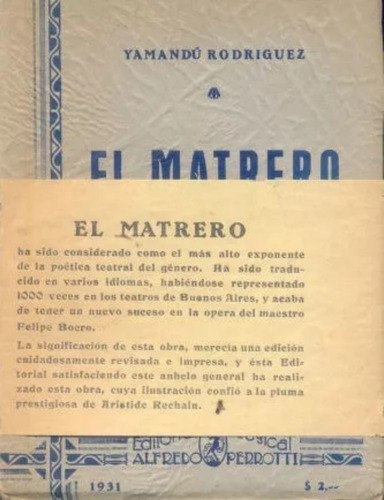 YAMANDÚ RODRIGUEZ
EL MATRERO
EL MATRERO
ha sido considerado como el más alto exponente
de la poética teatral del género. Ha sido tradu-
cido en varios idiomas, habiéndose representado
1000 veces en los teatros de Buenos Aires, y acaba
de tener un nuevo suceso en la opera del maestro
Felipe Boero.
La significación de esta obra, merecia una edición
cuidadosamente revisada e impresa, y ésta Edi-
torial satisfaciendo este anhelo general ha reali-
zado esta obra, cuya ilustración confió a la pluma
prestigiosa de Aristide Rechain.
ALFREDO PERROTTI
1931 $ 2,--